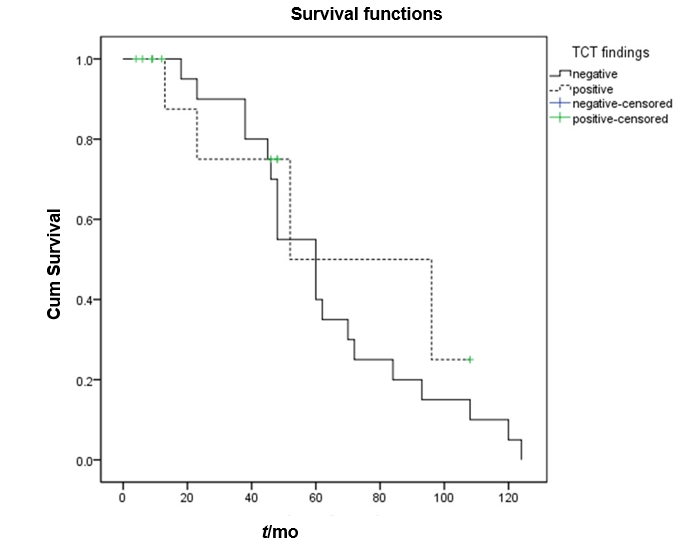 Survival functions
TCT findings
negative
positive
negative-censored
positive-censored
1.0
0.8
0.6
0.4
0.2
0.0
Cum Survival
0 20 40 60 80 100 120
t/mo